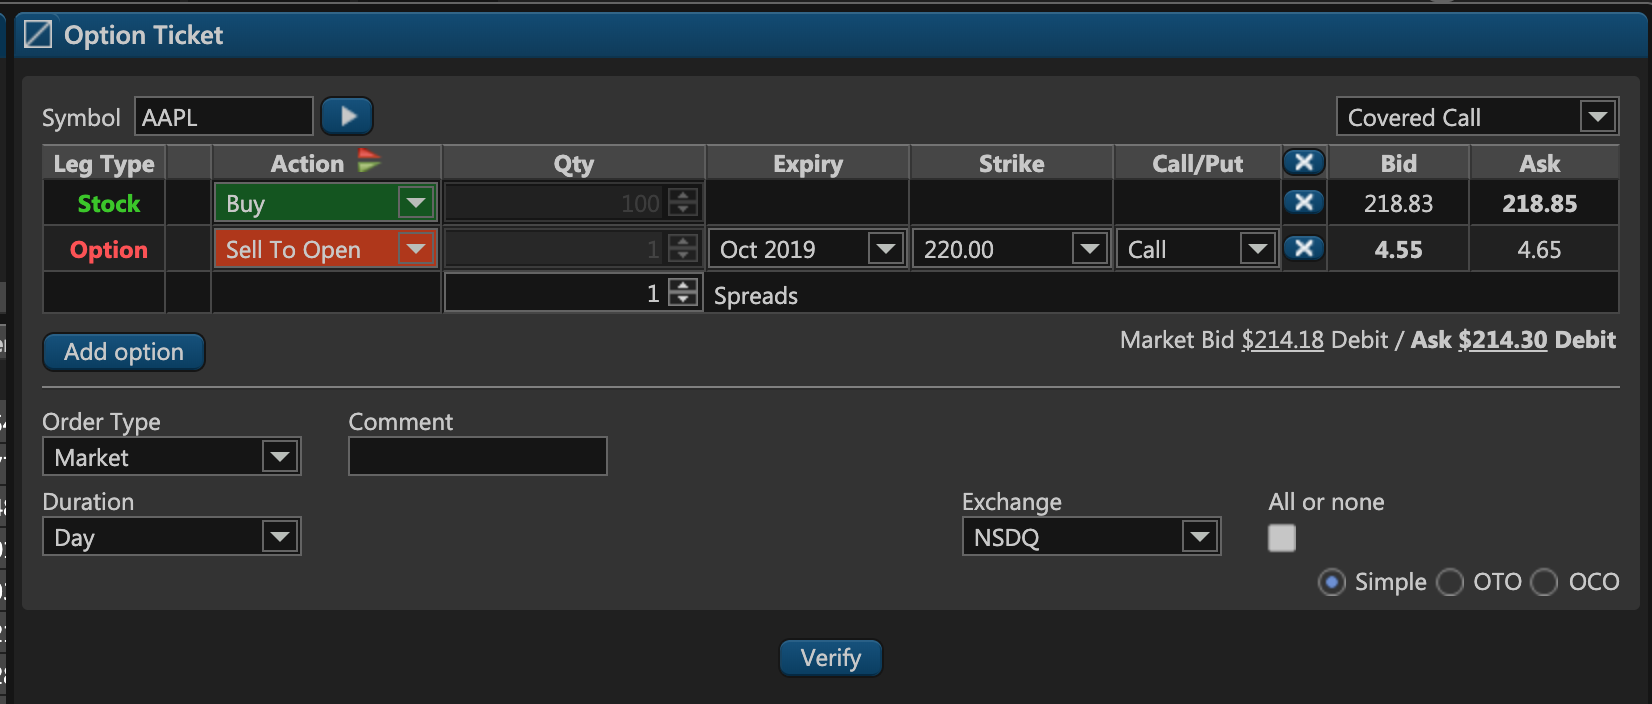 Option Ticket
Symbol AAPL Covered Call
Leg Type Action Qty Expiry Strike Call/Put Bid Ask
Stock Buy 100 218.83 218.85
Option Sell To Open 1 Oct 2019 220.00 Call 4.55 4.65
1 Spreads
Market Bid $214.18 Debit / Ask $214.30 Debit
Add option
Order Type Comment
Market
Duration Exchange All or none
Day NSDQ
Simple OTO OCO
Verify